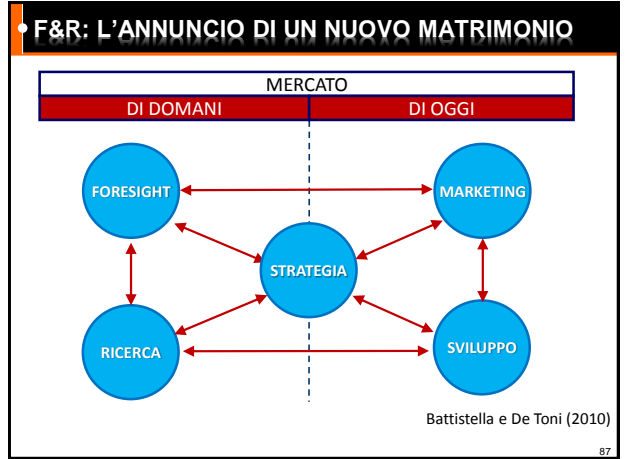 F&R: L'ANNUNCIO DI UN NUOVO MATRIMONIO
MERCATO
DI DOMANI DI OGGI
FORESIGHT MARKETING
STRATEGIA
RICERCA SVILUPPO
Battistella e De Toni (2010)
87